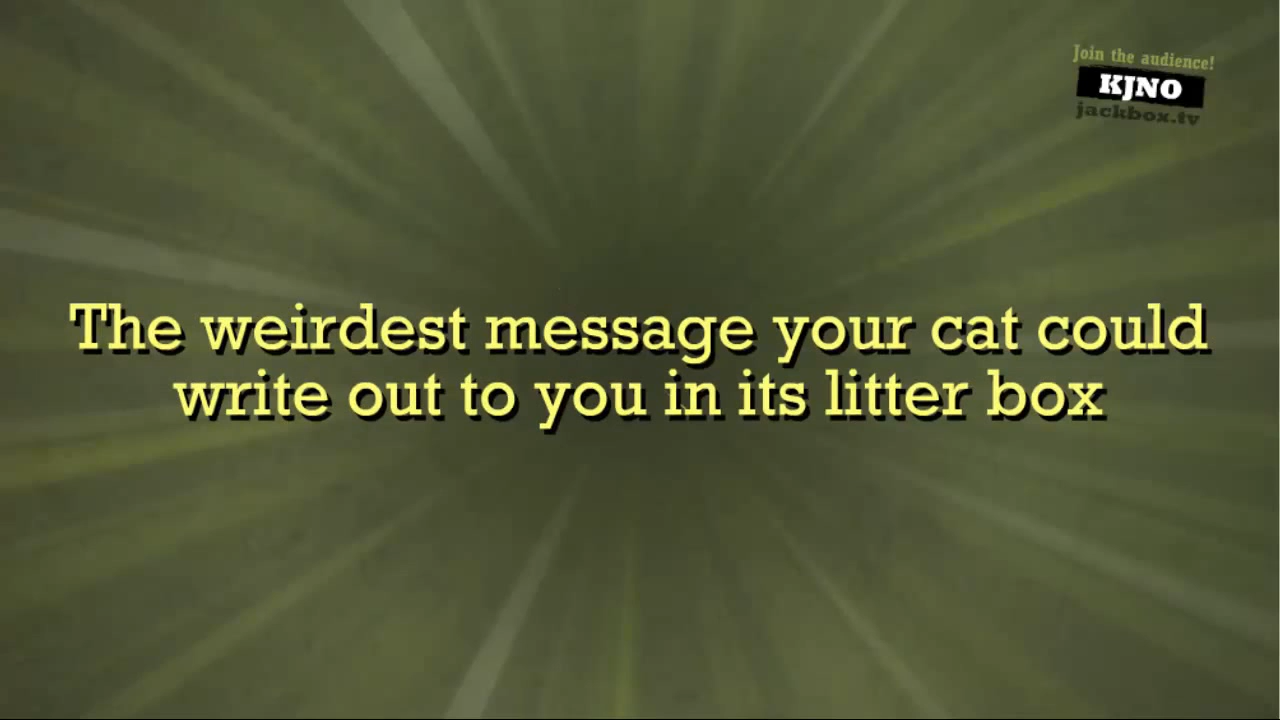 Join the audience!
KJNO
jackbox.tv
The weirdest message your cat could
write out to you in its litter box